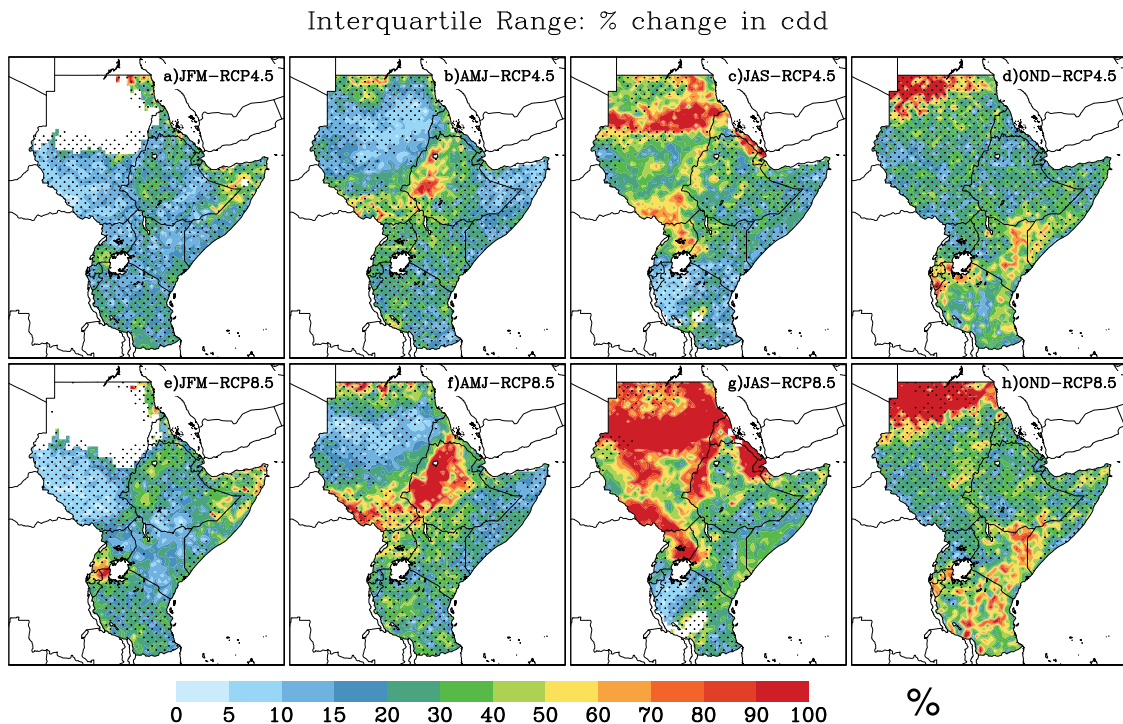 Interquartile Range: % change in cdd
a)JFM-RCP4.5
b)AMJ-RCP4.5
c)JAS-RCP4.5
d)OND-RCP4.5
e)JFM-RCP8.5
f)AMJ-RCP8.5
g)JAS-RCP8.5
h)OND-RCP8.5
0 5 10 15 20 30 40 50 60 70 80 90 100
%